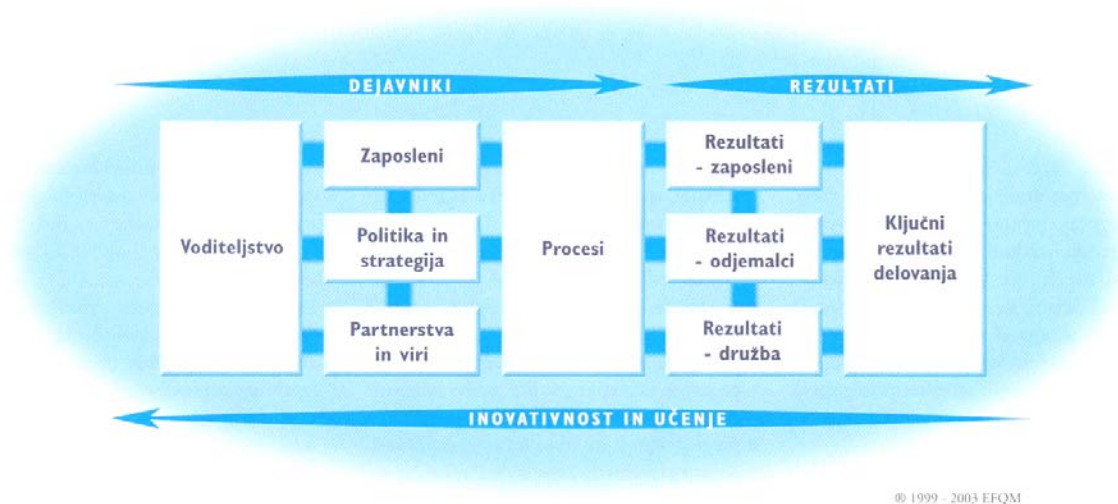 DEJAVNIKI
REZULTATI
Voditeljstvo
Zaposleni
Politika in
strategija
Partnerstva
in viri
Procesi
Rezultati
- zaposleni
Rezultati
- odjemalci
Rezultati
- družba
Ključni
rezultati
delovanja
INOVATIVNOST IN UČENJE
® 1999 - 2003 EFQM